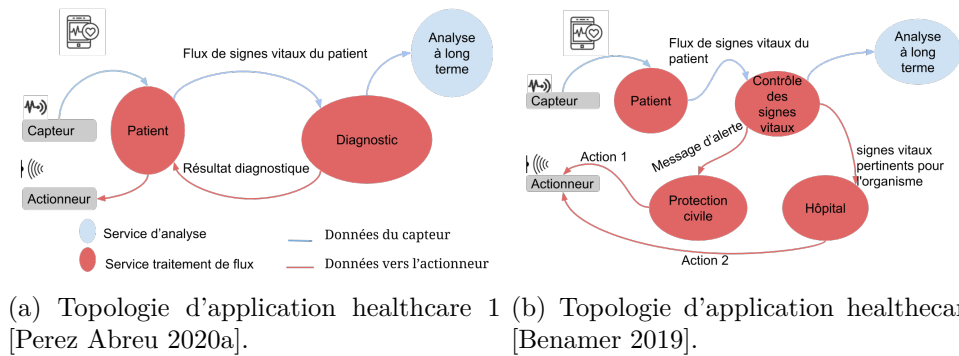 Flux de signes vitaux du patient
Analyse
à long
terme
Capteur
Patient
Diagnostic
Résultat diagnostique
Actionneur
Service d'analyse
Données du capteur
Service traitement de flux
Données vers l'actionneur
(a) Topologie d'application healthcare 1
[Perez Abreu 2020a].
Flux de signes vitaux du
patient
Analyse
à long
terme
Capteur
Patient
Contrôle
des
signes
vitaux
Message d'alerte
signes vitaux
pertinents pour
l'organisme
Action 1
Actionneur
Protection
civile
Hôpital
Action 2
(b) Topologie d'application healthecar
[Benamer 2019].